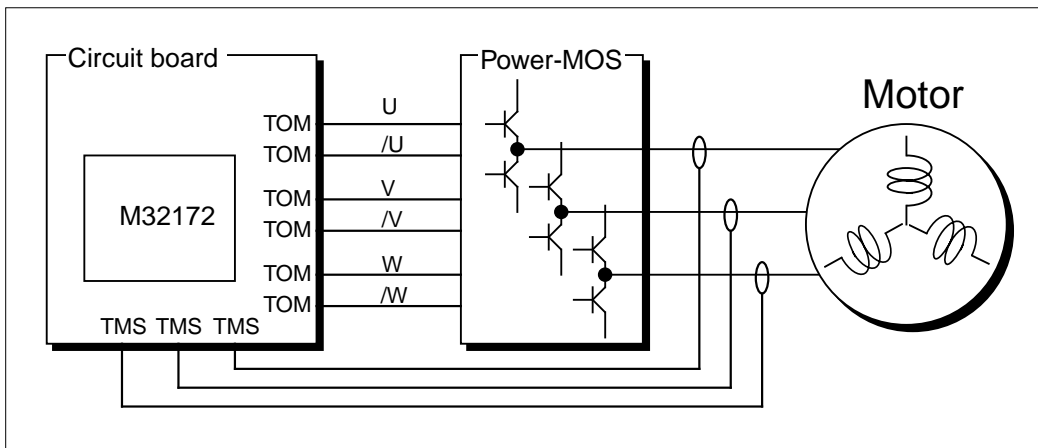 Circuit board
Power-MOS
Motor
TOM
U
TOM
/U
TOM
V
M32172
TOM
/V
TOM
W
TOM
/W
TMS TMS TMS